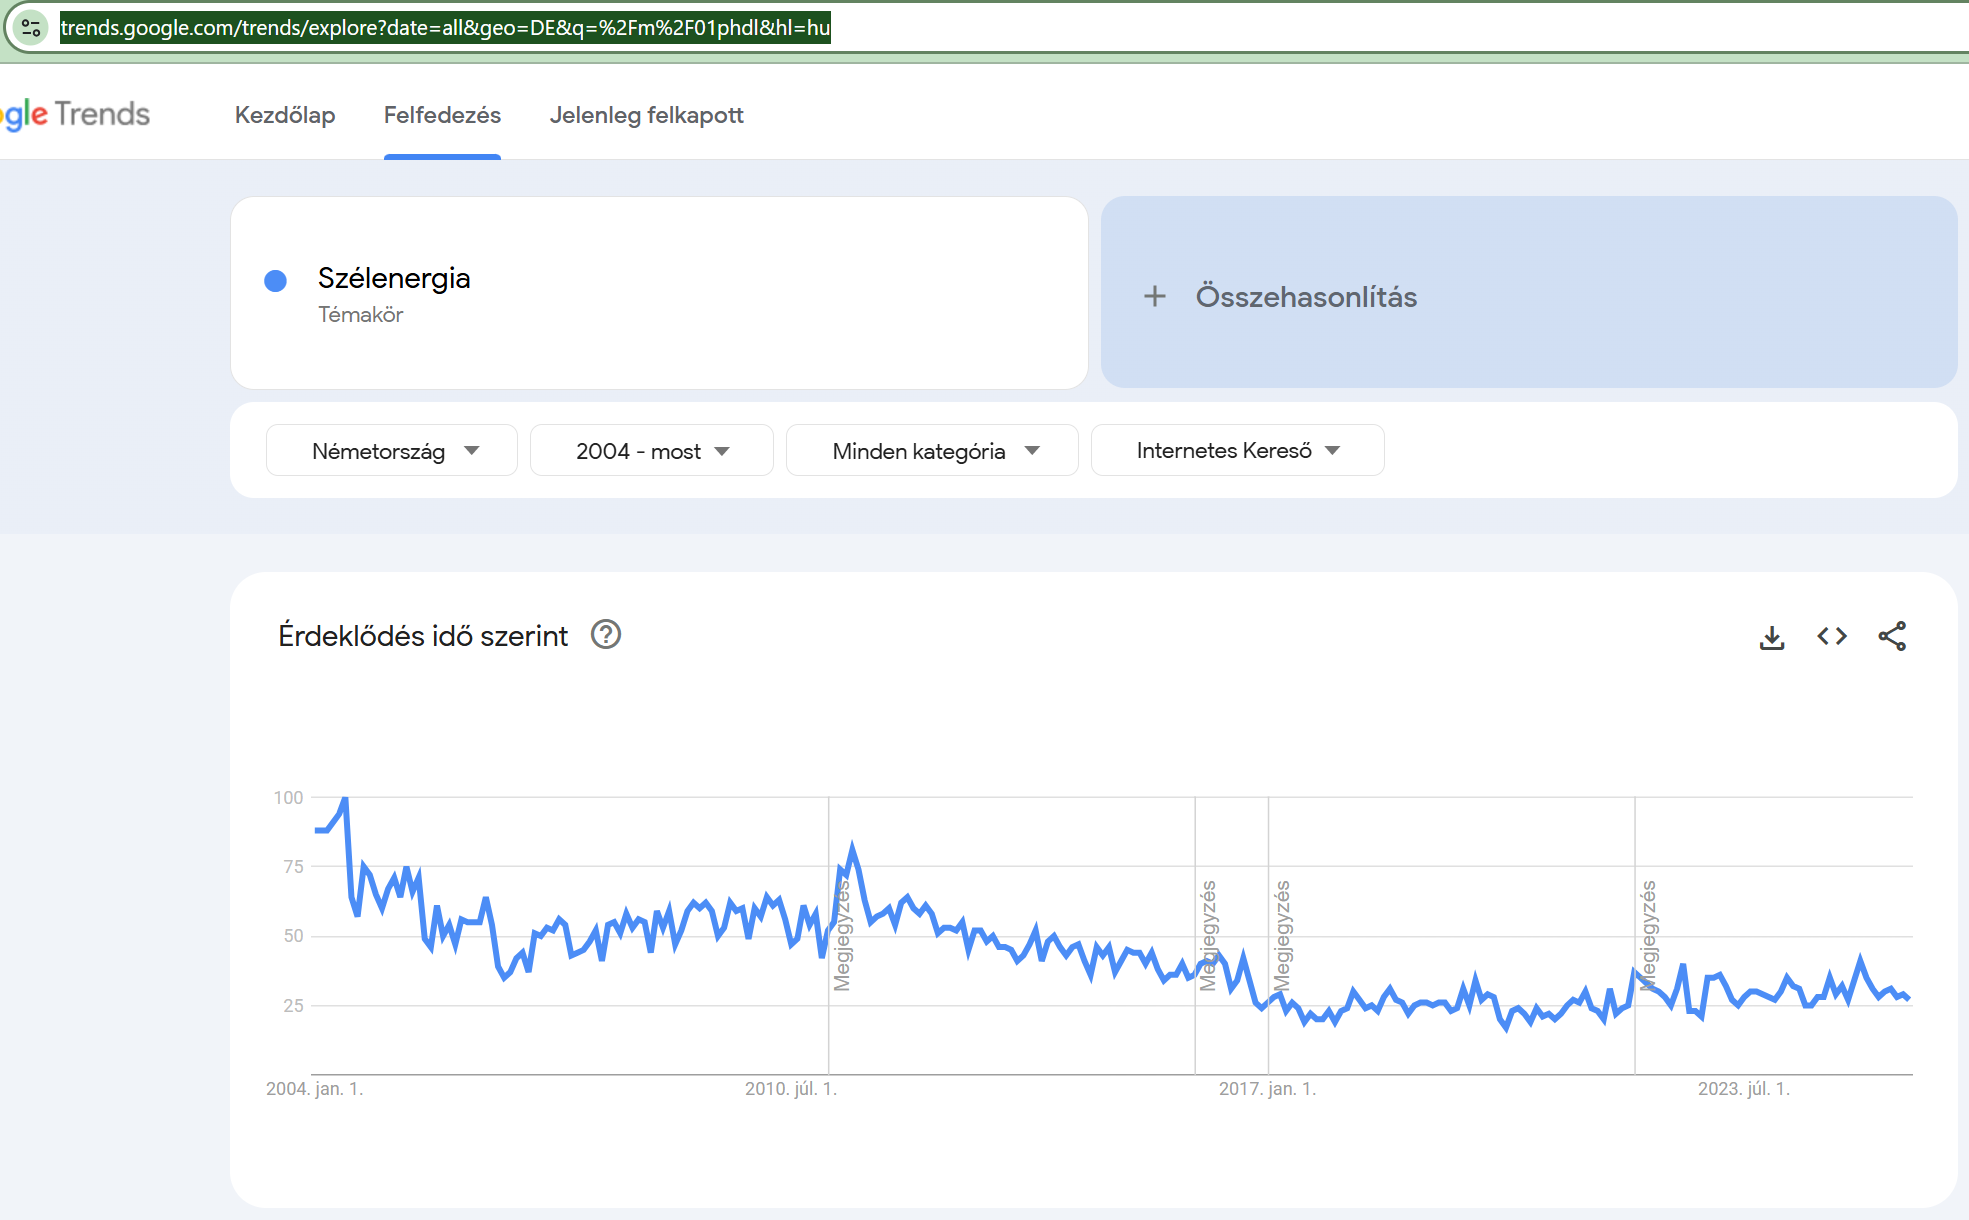 trends.google.com/trends/explore?date=all&geo=DE&q=%2Fm%2F01phdl&hl=hu
gle Trends
Kezdőlap
Felfedezés
Jelenleg felkapott
Szélenergia
Témakör
+ Összehasonlítás
Németország
2004 - most
Minden kategória
Internetes Kereső
Érdeklődés idő szerint
100
75
50
25
Megjegyzés
Megjegyzés
Megjegyzés
Megjegyzés
2004. jan. 1.
2010. júl. 1.
2017. jan. 1.
2023. júl. 1.